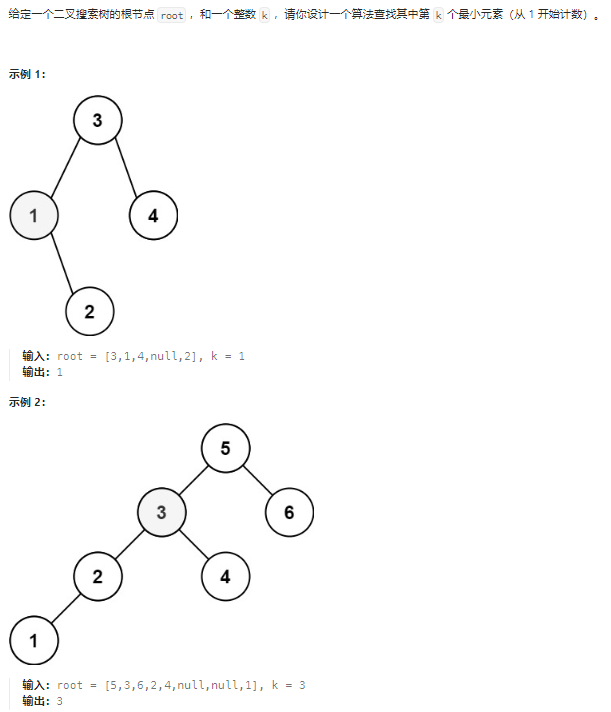 给定一个二叉搜索树的根节点 root ，和一个整数 k ，请你设计一个算法查找其中第 k 个最小元素（从 1 开始计数）。
示例 1：
3
1
4
2
输入：root = [3,1,4,null,2], k = 1
输出：1
示例 2：
5
3
6
2
4
1
输入：root = [5,3,6,2,4,null,null,1], k = 3
输出：3